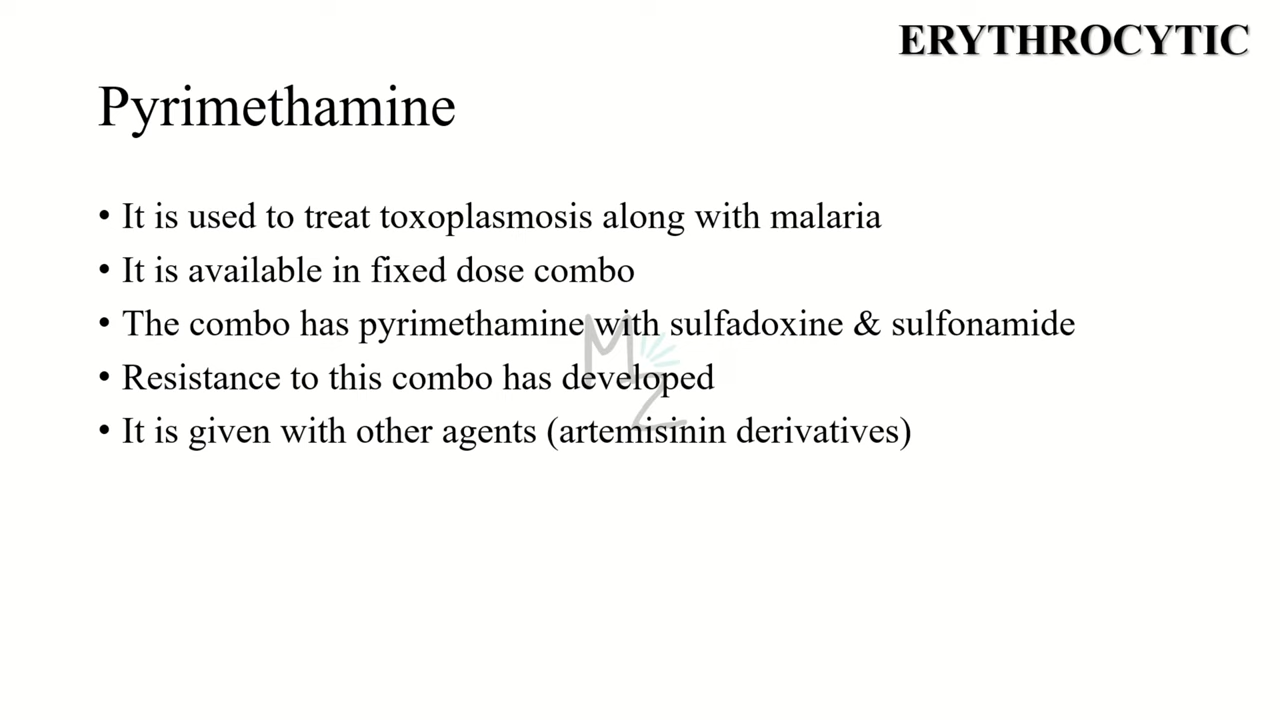 ERYTHROCYTIC
Pyrimethamine
• It is used to treat toxoplasmosis along with malaria
• It is available in fixed dose combo
• The combo has pyrimethamine with sulfadoxine & sulfonamide
• Resistance to this combo has developed
• It is given with other agents (artemisinin derivatives)
MZ